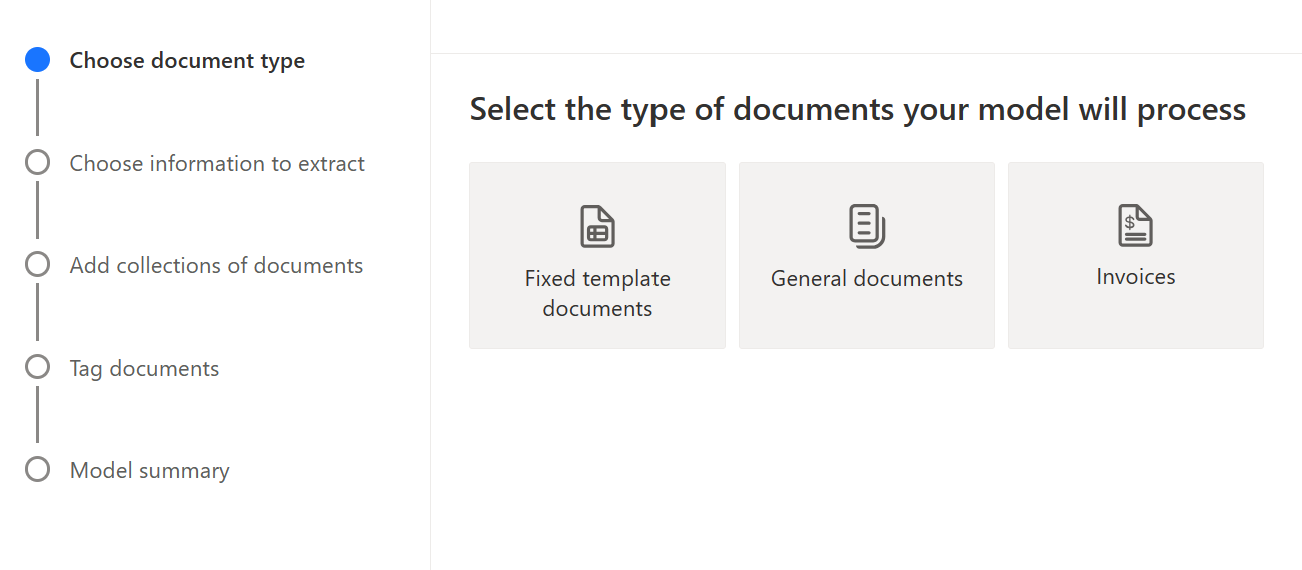 Choose document type
Choose information to extract
Add collections of documents
Tag documents
Model summary
Select the type of documents your model will process
Fixed template
documents
General documents
$
Invoices